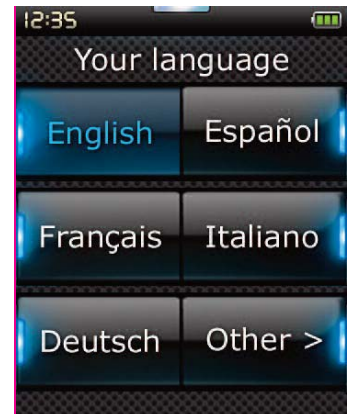 12:35
Your language
English Español
Français Italiano
Deutsch Other >